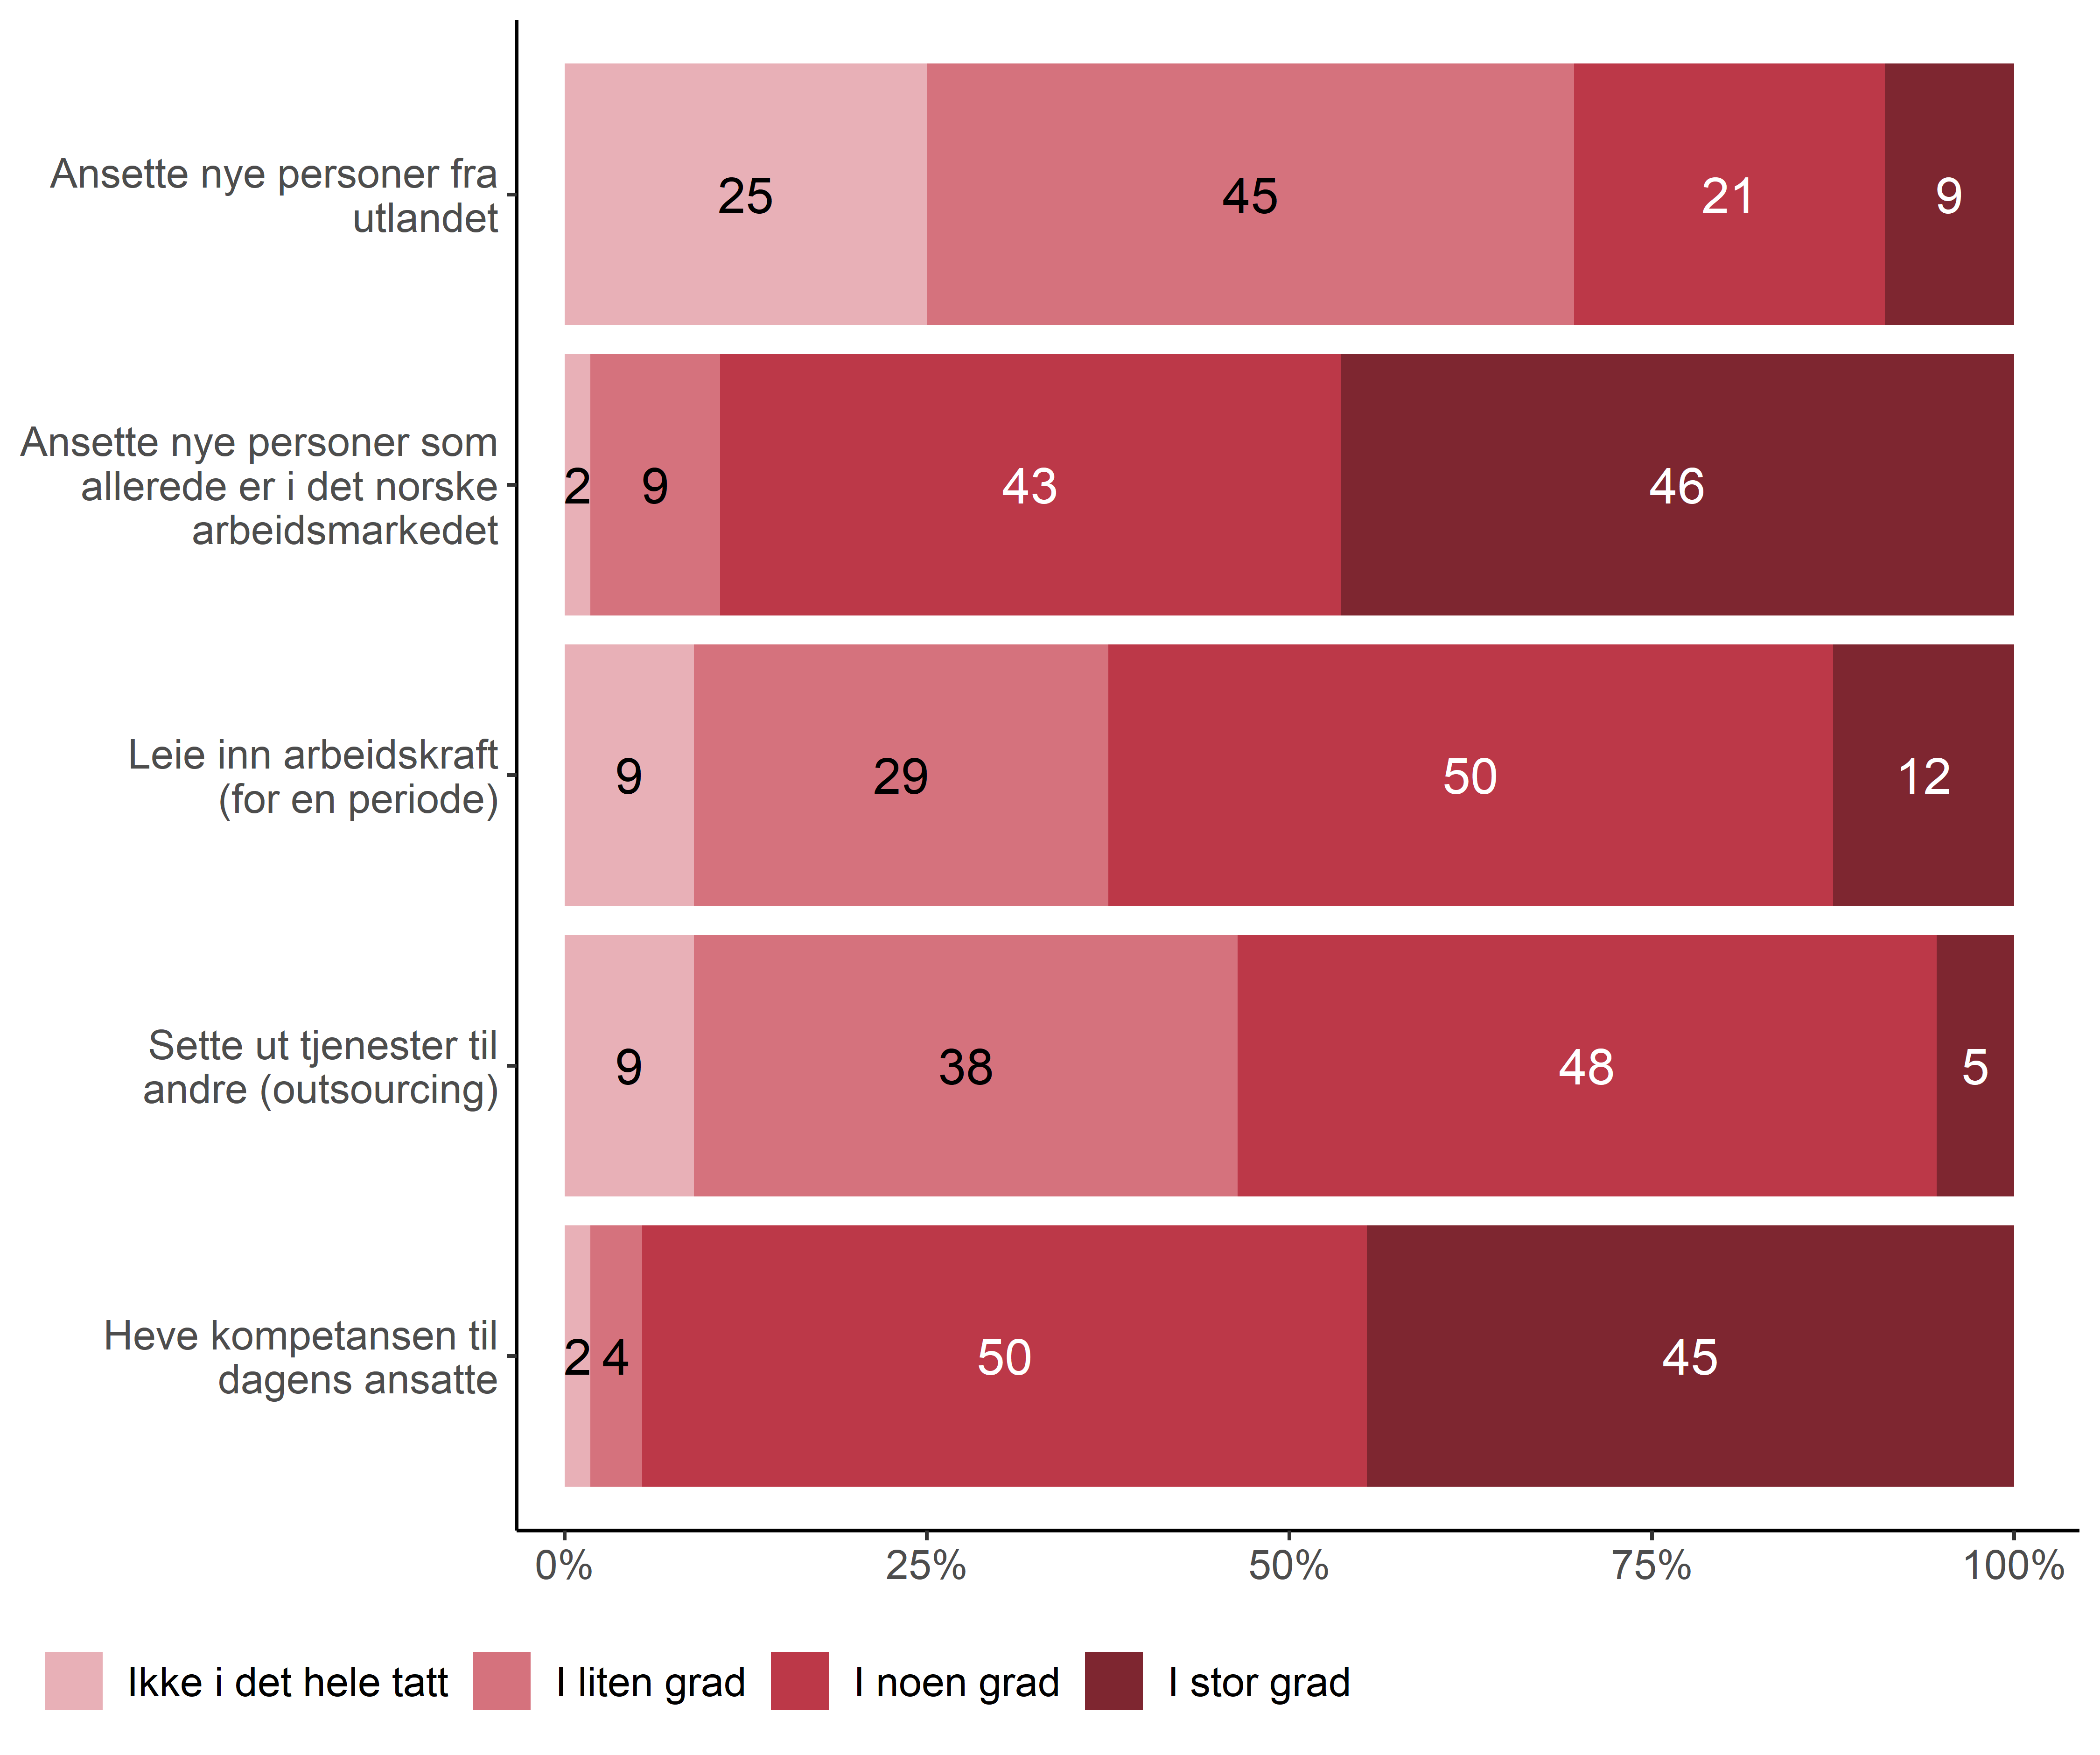 Ansette nye personer fra
utlandet
25 45 21 9
Ansette nye personer som
allerede er i det norske
arbeidsmarkedet
2 9 43 46
Leie inn arbeidskraft
(for en periode)
9 29 50 12
Sette ut tjenester til
andre (outsourcing)
9 38 48 5
Heve kompetansen til
dagens ansatte
2 4 50 45
0% 25% 50% 75% 100%
Ikke i det hele tatt I liten grad I noen grad I stor grad